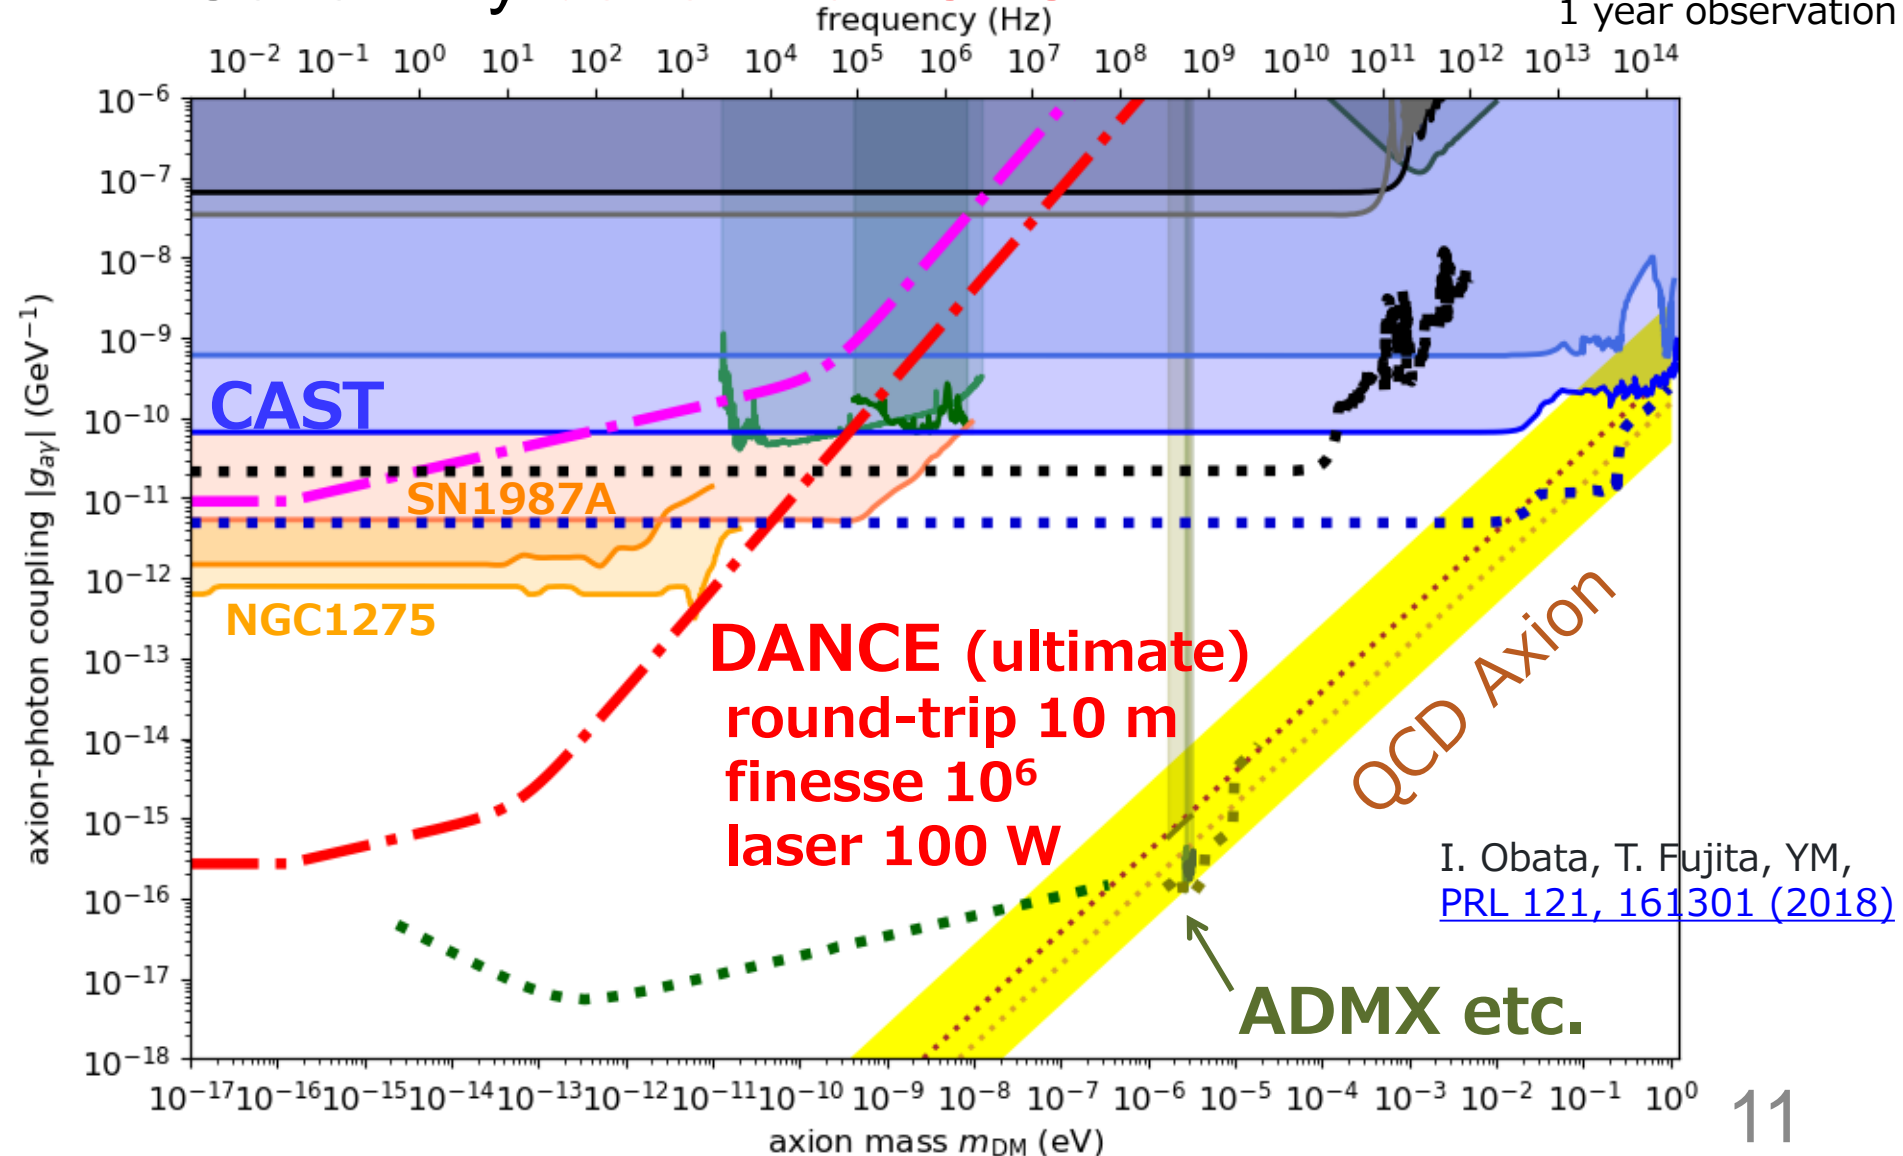 frequency (Hz)
1 year observation
10⁻² 10⁻¹ 10⁰ 10¹ 10² 10³ 10⁴ 10⁵ 10⁶ 10⁷ 10⁸ 10⁹ 10¹⁰ 10¹¹ 10¹² 10¹³ 10¹⁴
10⁻⁶
10⁻⁷
10⁻⁸
10⁻⁹
10⁻¹⁰
10⁻¹¹
10⁻¹²
10⁻¹³
10⁻¹⁴
10⁻¹⁵
10⁻¹⁶
10⁻¹⁷
10⁻¹⁸
axion-photon coupling |g_aγ| (GeV⁻¹)
CAST
SN1987A
NGC1275
DANCE (ultimate)
round-trip 10 m
finesse 10⁶
laser 100 W
QCD Axion
I. Obata, T. Fujita, YM,
PRL 121, 161301 (2018)
ADMX etc.
10⁻¹⁷ 10⁻¹⁶ 10⁻¹⁵ 10⁻¹⁴ 10⁻¹³ 10⁻¹² 10⁻¹¹ 10⁻¹⁰ 10⁻⁹ 10⁻⁸ 10⁻⁷ 10⁻⁶ 10⁻⁵ 10⁻⁴ 10⁻³ 10⁻² 10⁻¹ 10⁰
axion mass m_DM (eV)
11